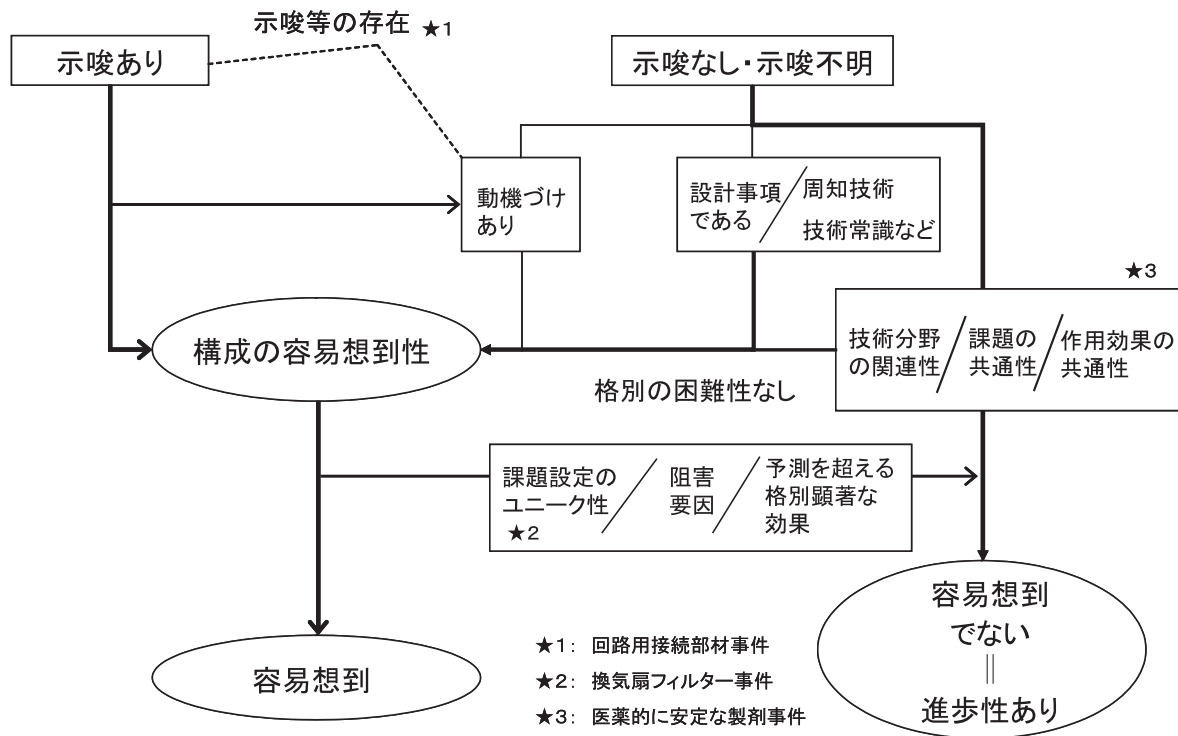 示唆等の存在 ★1
示唆あり
示唆なし・示唆不明
動機づけ
あり
設計事項
である
周知技術
技術常識など
★3
構成の容易想到性
技術分野
の関連性
課題の
共通性
作用効果の
共通性
格別の困難性なし
課題設定の
ユニーク性
★2
阻害
要因
予測を超える
格別顕著な
効果
容易想到
容易想到
でない
||
進歩性あり
★1: 回路用接続部材事件
★2: 換気扇フィルター事件
★3: 医薬的に安定な製剤事件